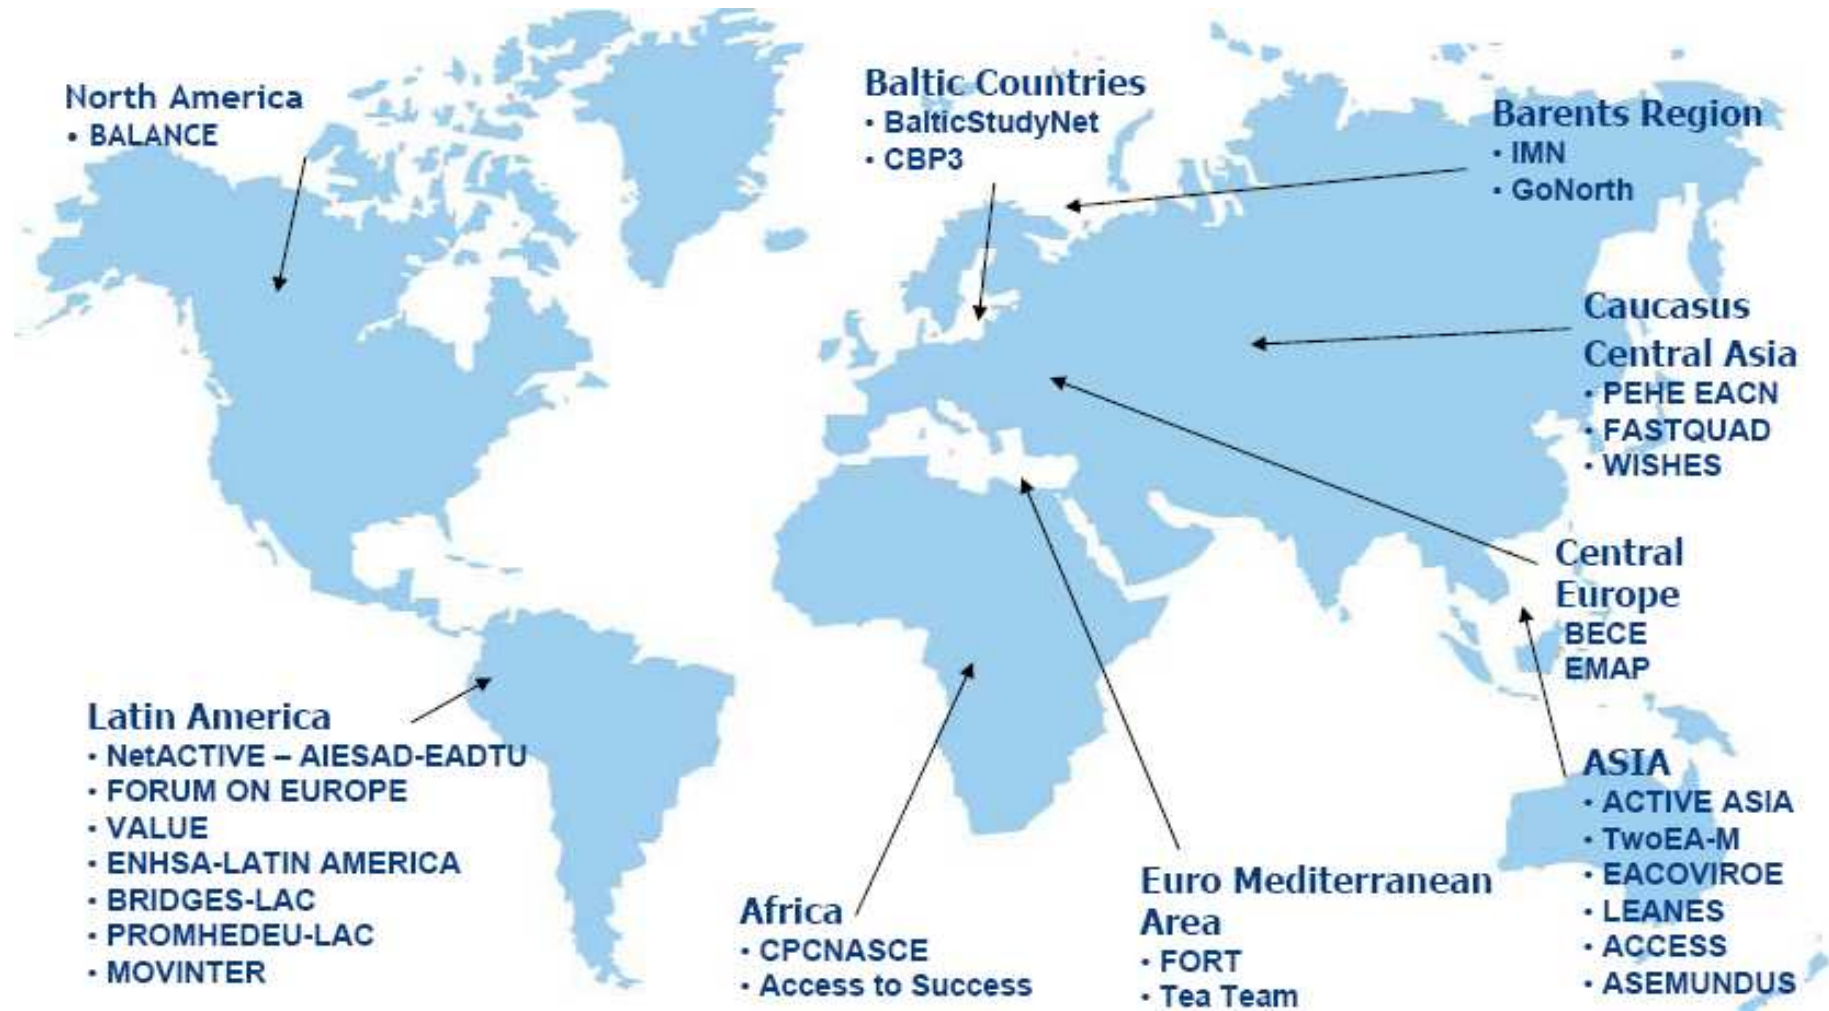 North America
• BALANCE
Baltic Countries
• BalticStudyNet
• CBP3
Barents Region
• IMN
• GoNorth
Caucasus
Central Asia
• PEHE EACN
• FASTQUAD
• WISHES
Central
Europe
BECE
EMAP
Latin America
• NetACTIVE – AIESAD-EADTU
• FORUM ON EUROPE
• VALUE
• ENHSA-LATIN AMERICA
• BRIDGES-LAC
• PROMHEDEU-LAC
• MOVINTER
Africa
• CPCNASCE
• Access to Success
Euro Mediterranean
Area
• FORT
• Tea Team
ASIA
• ACTIVE ASIA
• TwoEA-M
• EACOVIROE
• LEANES
• ACCESS
• ASEMUNDUS